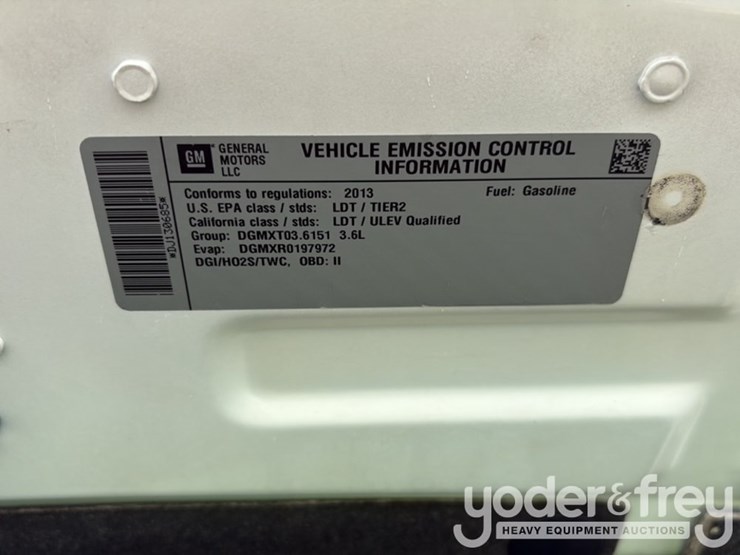 GM GENERAL MOTORS LLC
VEHICLE EMISSION CONTROL
INFORMATION
Conforms to regulations: 2013 Fuel: Gasoline
U.S. EPA class / stds: LDT / TIER2
California class / stds: LDT / ULEV Qualified
Group: DGMXT03.6151 3.6L
Evap: DGMXR0197972
DGI/HO2S/TWC, OBD: II
*DJ130685*
yoder&frey
HEAVY EQUIPMENT AUCTIONS